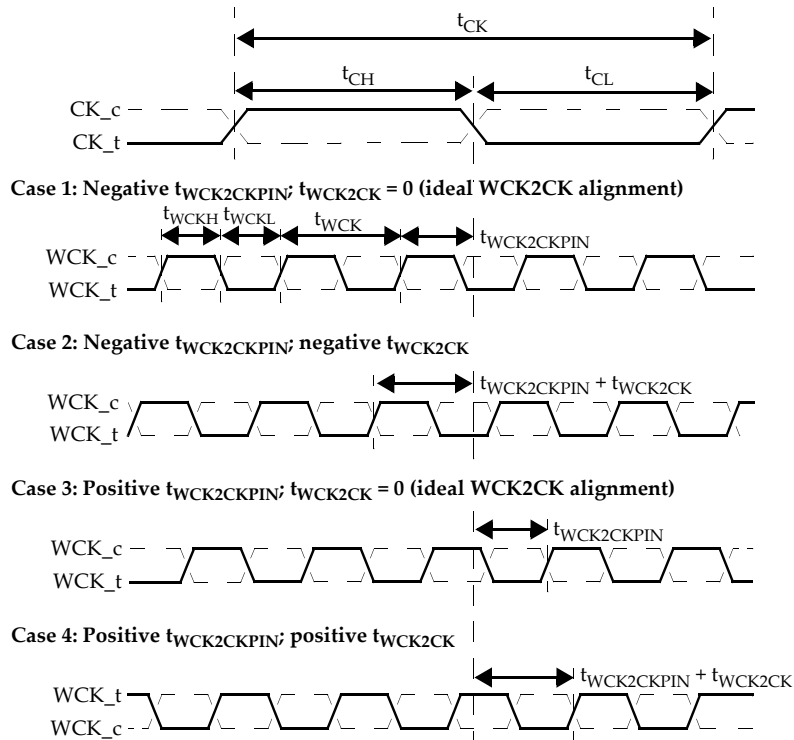 tCK
tCH tCL
CK_c
CK_t
Case 1: Negative tWCK2CKPIN; tWCK2CK = 0 (ideal WCK2CK alignment)
tWCKH tWCKL tWCK tWCK2CKPIN
WCK_c
WCK_t
Case 2: Negative tWCK2CKPIN; negative tWCK2CK
tWCK2CKPIN + tWCK2CK
WCK_c
WCK_t
Case 3: Positive tWCK2CKPIN; tWCK2CK = 0 (ideal WCK2CK alignment)
tWCK2CKPIN
WCK_c
WCK_t
Case 4: Positive tWCK2CKPIN; positive tWCK2CK
tWCK2CKPIN + tWCK2CK
WCK_t
WCK_c